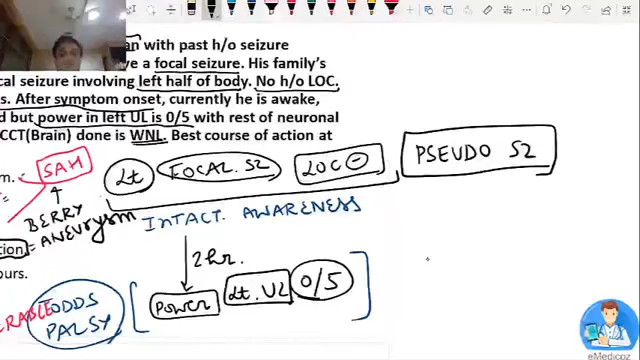 an with past h/o seizure
ve a focal seizure. His family's
cal seizure involving left half of body. No h/o LOC.
s. After symptom onset, currently he is awake,
d but power in left UL is 0/5 with rest of neuronal
CCT(Brain) done is WNL. Best course of action at
m.
SAH
Lt
FOCAL. SZ
LOC ⊖
PSEUDO SZ
BERRY
ANEURYSM
INTACT. AWARENESS
tion
ours.
2hr.
POWER
Lt. UL
0/5
ERABLE
TODDS
PALSY
eMedicoz